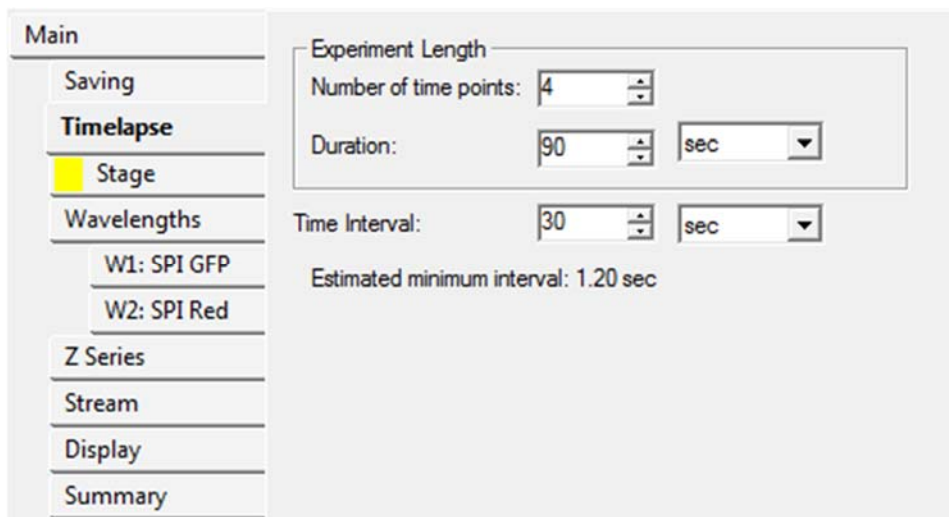 Main
Saving
Timelapse
Stage
Wavelengths
W1: SPI GFP
W2: SPI Red
Z Series
Stream
Display
Summary
Experiment Length
Number of time points: 4
Duration: 90 sec
Time Interval: 30 sec
Estimated minimum interval: 1.20 sec